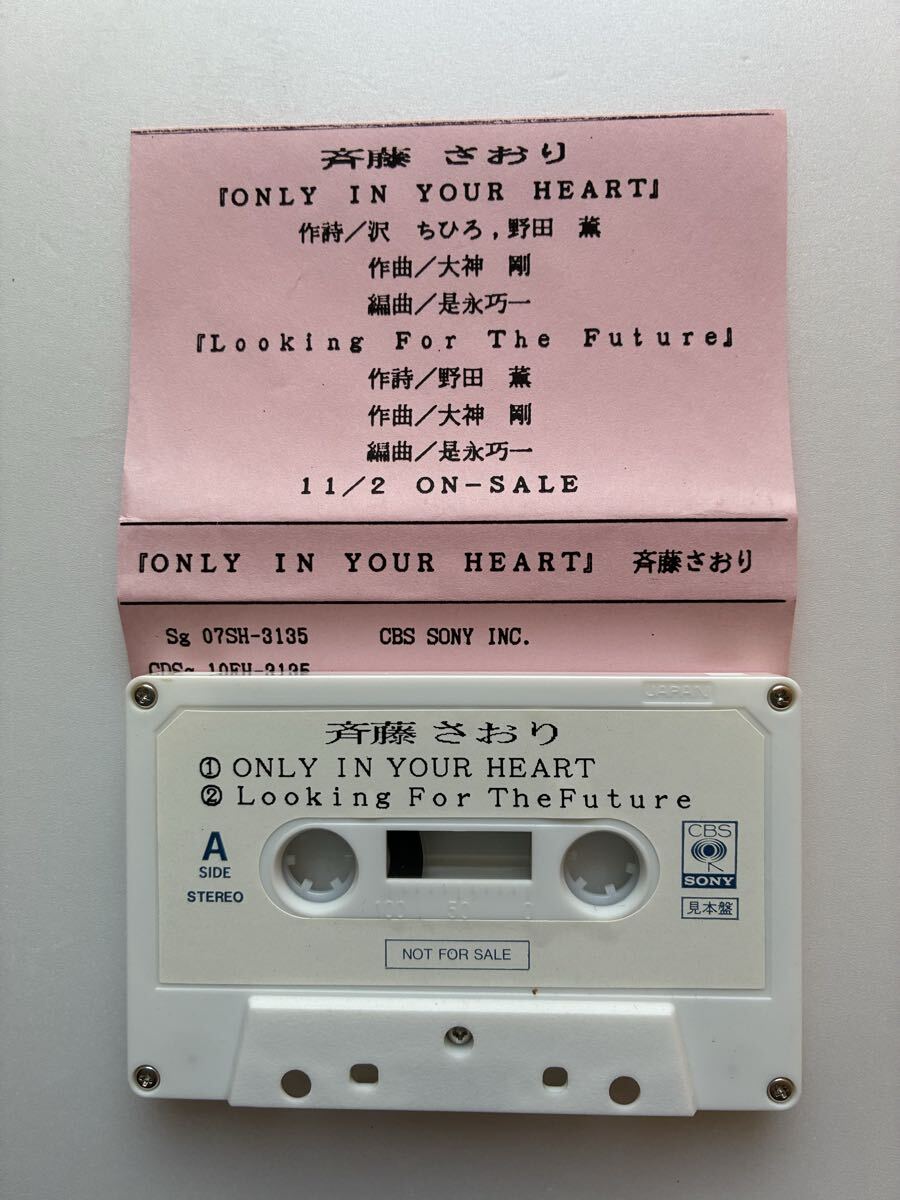 斉藤 さおり
『ONLY IN YOUR HEART』
作詩／沢 ちひろ,野田 薫
作曲／大神 剛
編曲／是永巧一
『Looking For The Future』
作詩／野田 薫
作曲／大神 剛
編曲／是永巧一
11/2 ON-SALE
『ONLY IN YOUR HEART』 斉藤さおり
Sg 07SH-3135 CBS SONY INC.
CDSg 10EH-3135
JAPAN
斉藤 さおり
① ONLY IN YOUR HEART
② Looking For The Future
A
SIDE
STEREO
CBS
SONY
見本盤
100 50 0
NOT FOR SALE